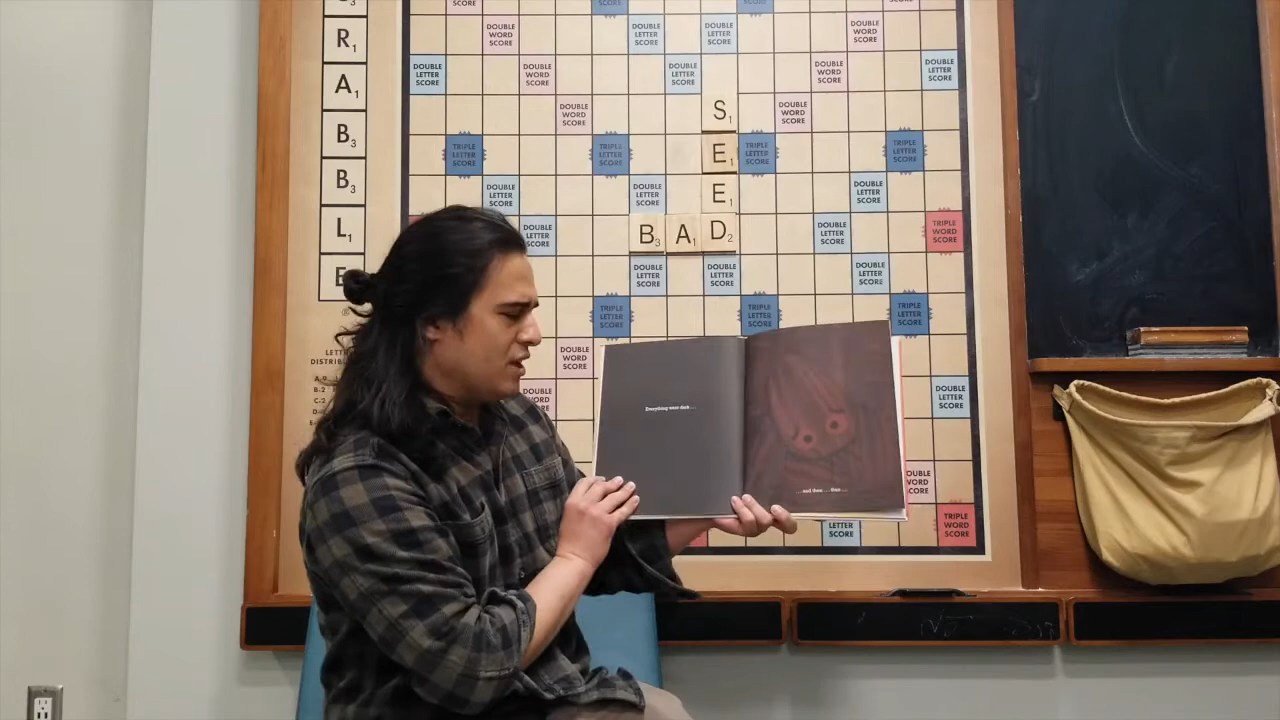 R1
A1
B3
B3
L1
E
®
DOUBLE WORD SCORE
DOUBLE LETTER SCORE
DOUBLE LETTER SCORE
DOUBLE WORD SCORE
DOUBLE LETTER SCORE
DOUBLE WORD SCORE
DOUBLE LETTER SCORE
DOUBLE WORD SCORE
DOUBLE LETTER SCORE
DOUBLE WORD SCORE
S1
DOUBLE WORD SCORE
TRIPLE LETTER SCORE
TRIPLE LETTER SCORE
E1
TRIPLE LETTER SCORE
TRIPLE LETTER SCORE
DOUBLE LETTER SCORE
DOUBLE LETTER SCORE
E1
DOUBLE LETTER SCORE
DOUBLE LETTER SCORE
B3 A1 D2
DOUBLE LETTER SCORE
TRIPLE WORD SCORE
DOUBLE LETTER SCORE
DOUBLE LETTER SCORE
DOUBLE LETTER SCORE
TRIPLE LETTER SCORE
TRIPLE LETTER SCORE
TRIPLE LETTER SCORE
DOUBLE WORD SCORE
DOUBLE WORD SCORE
DOUBLE LETTER SCORE
WORD SCORE
TRIPLE WORD SCORE
LETTER SCORE
Everything went dark . . .
. . . and then . . . then . . .